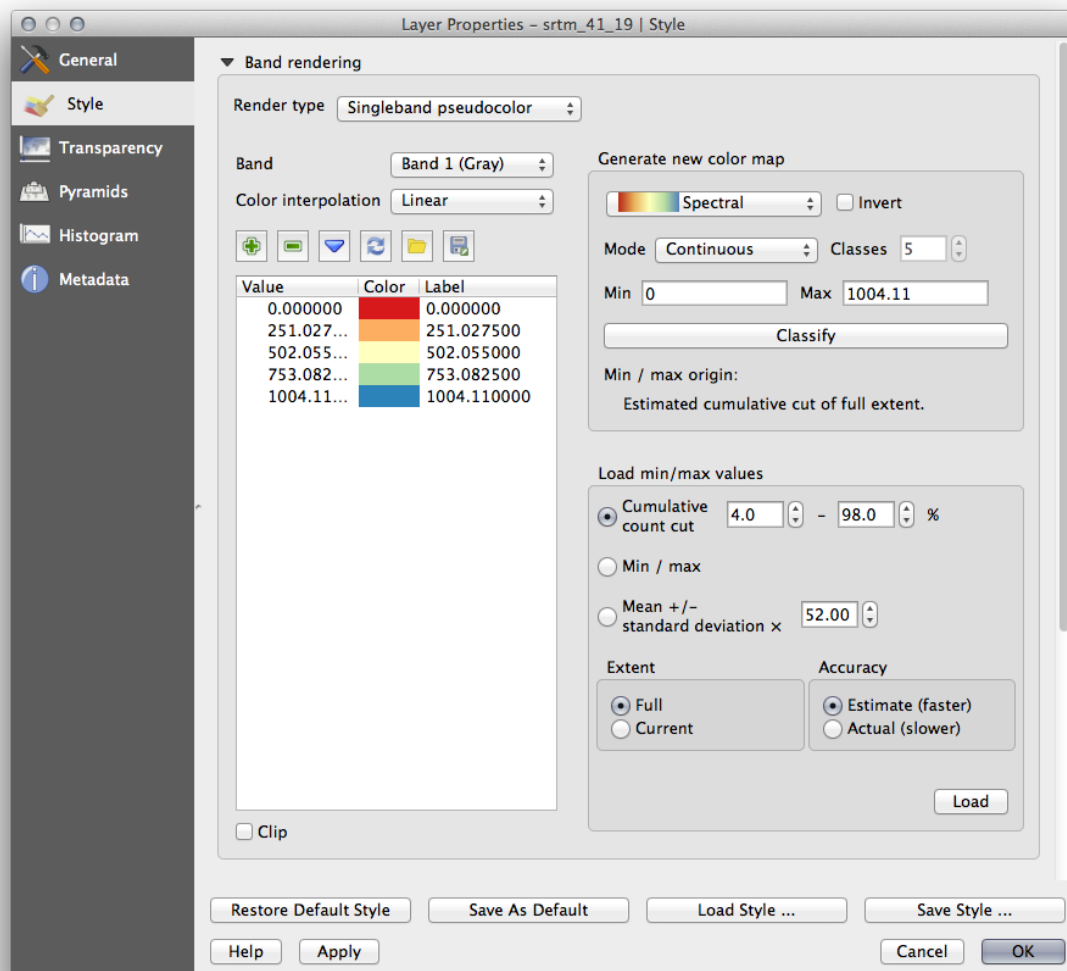 Layer Properties – srtm_41_19 | Style
General
Style
Transparency
Pyramids
Histogram
Metadata
Band rendering
Render type Singleband pseudocolor
Band Band 1 (Gray)
Color interpolation Linear
Value Color Label
0.000000 0.000000
251.027... 251.027500
502.055... 502.055000
753.082... 753.082500
1004.11... 1004.110000
Clip
Generate new color map
Spectral Invert
Mode Continuous Classes 5
Min 0 Max 1004.11
Classify
Min / max origin:
Estimated cumulative cut of full extent.
Load min/max values
Cumulative
count cut 4.0 – 98.0 %
Min / max
Mean +/-
standard deviation × 52.00
Extent
Full
Current
Accuracy
Estimate (faster)
Actual (slower)
Load
Restore Default Style Save As Default Load Style ... Save Style ...
Help Apply Cancel OK